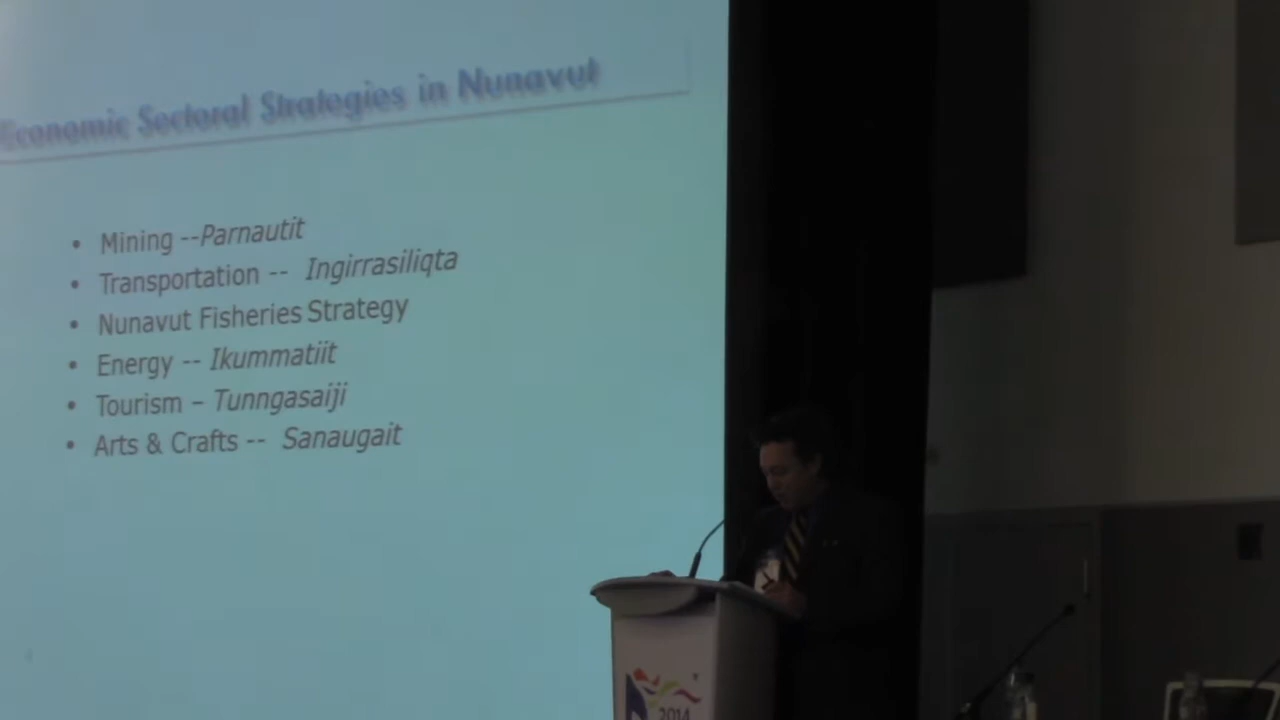 Economic Sectoral Strategies in Nunavut
• Mining --Parnautit
• Transportation -- Ingirrasiliqta
• Nunavut Fisheries Strategy
• Energy -- Ikummatiit
• Tourism – Tunngasaiji
• Arts & Crafts -- Sanaugait
2014